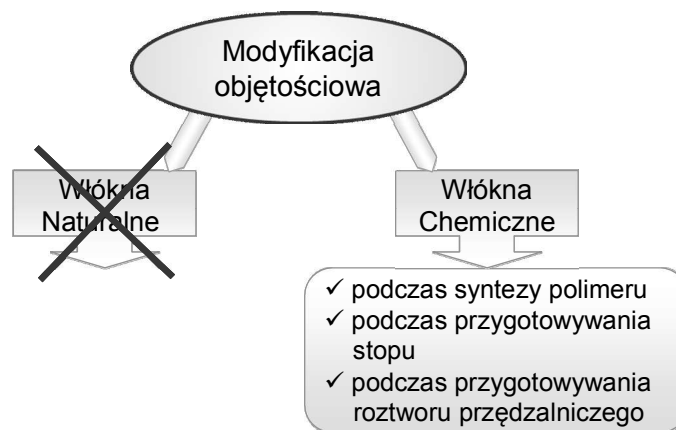 Modyfikacja
objętościowa
Włókna
Naturalne
Włókna
Chemiczne
✓ podczas syntezy polimeru
✓ podczas przygotowywania
stopu
✓ podczas przygotowywania
roztworu przędzalniczego